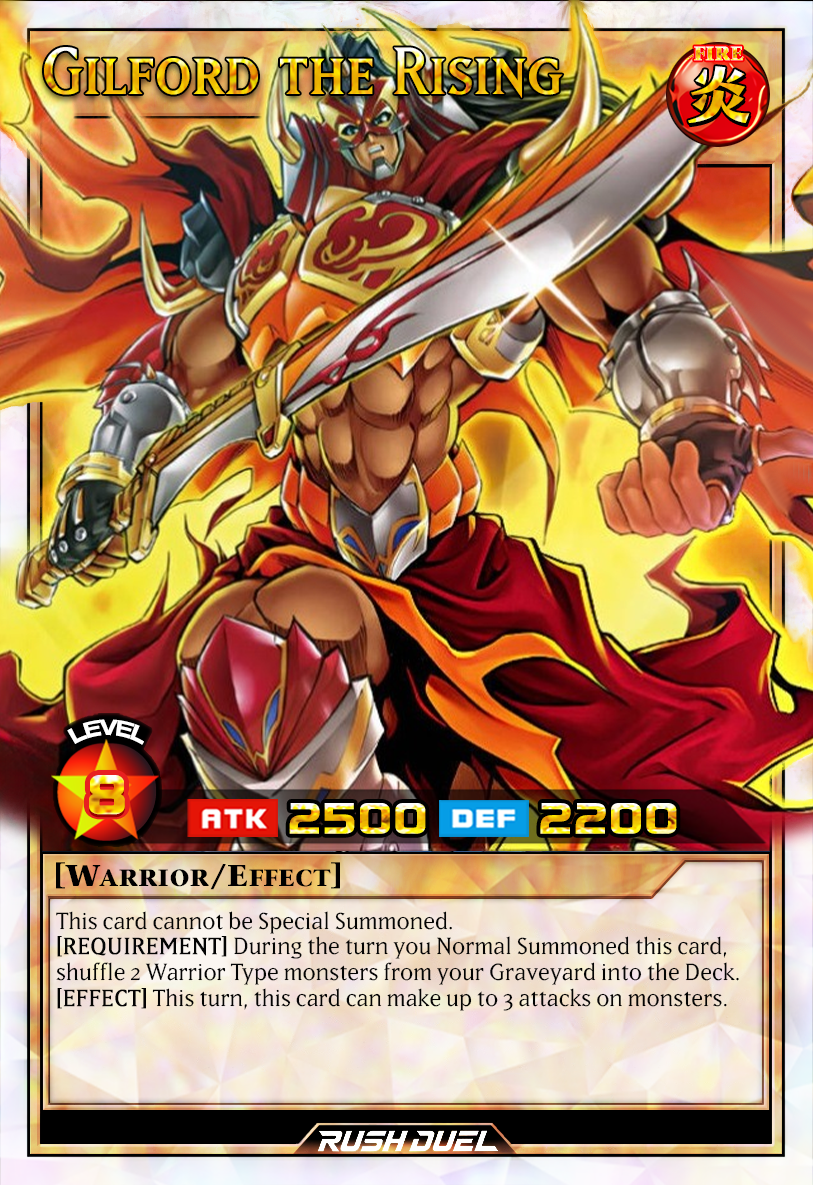 GILFORD THE RISING
FIRE
炎
LEVEL
8
ATK 2500 DEF 2200
[WARRIOR/EFFECT]
This card cannot be Special Summoned.
[REQUIREMENT] During the turn you Normal Summoned this card,
shuffle 2 Warrior Type monsters from your Graveyard into the Deck.
[EFFECT] This turn, this card can make up to 3 attacks on monsters.
RUSH DUEL